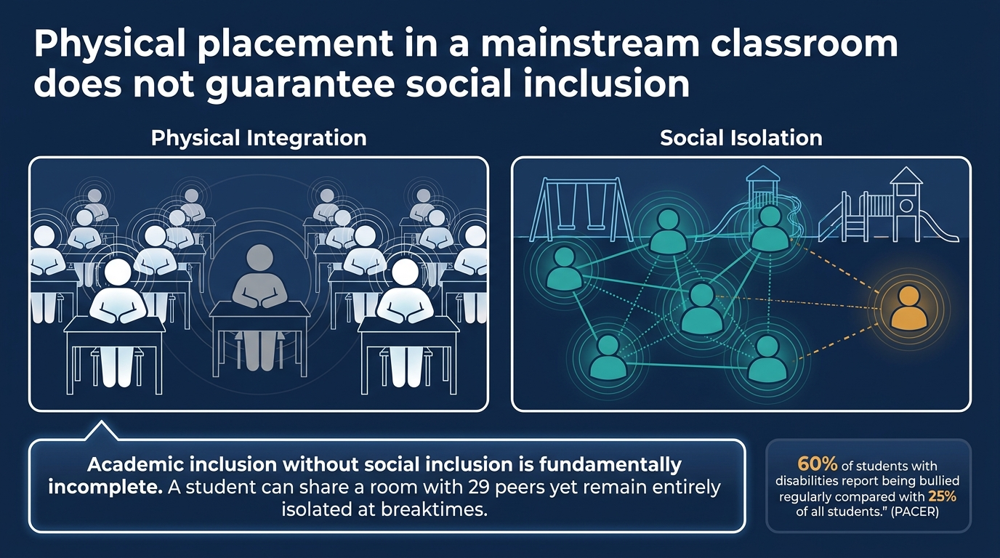 Physical placement in a mainstream classroom
does not guarantee social inclusion
Physical Integration
Social Isolation
Academic inclusion without social inclusion is fundamentally
incomplete. A student can share a room with 29 peers yet remain entirely
isolated at breaktimes.
60% of students with
disabilities report being bullied
regularly compared with 25%
of all students.” (PACER)